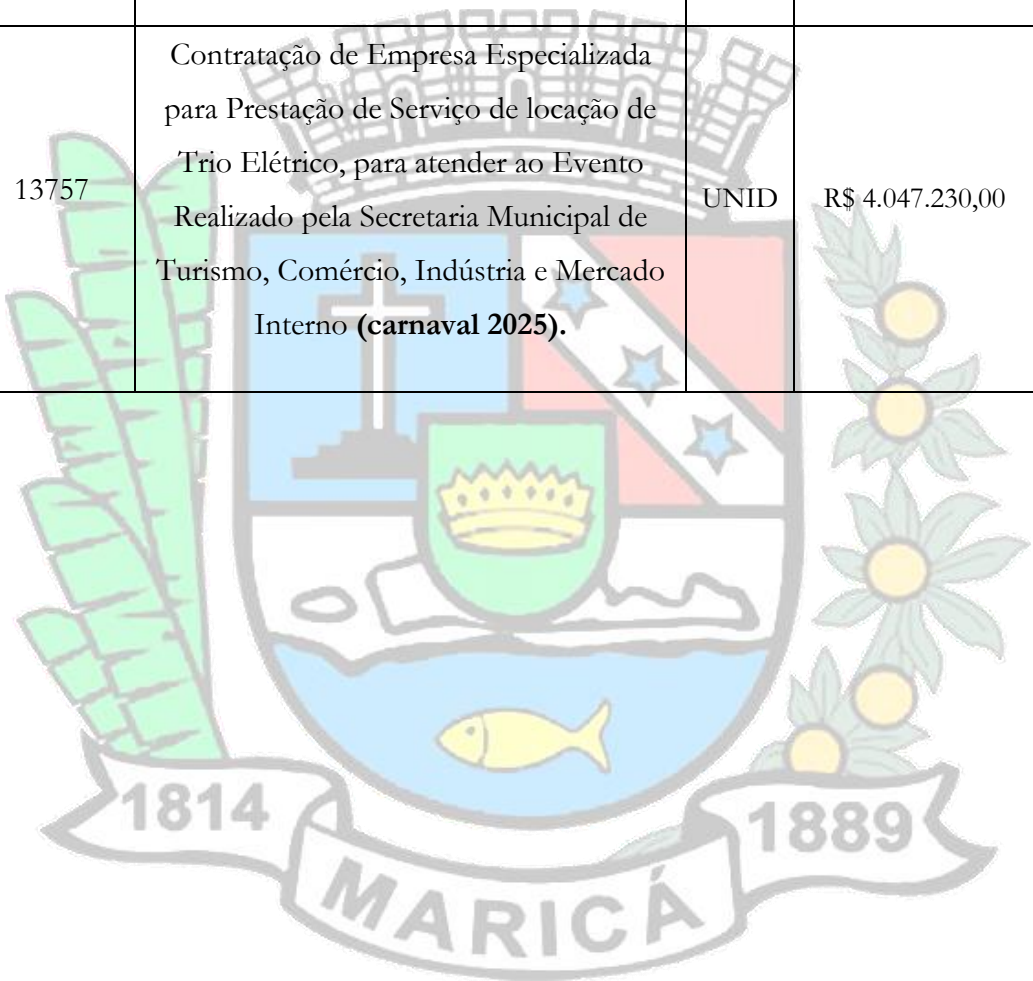 Contratação de Empresa Especializada
para Prestação de Serviço de locação de
Trio Elétrico, para atender ao Evento
13757
Realizado pela Secretaria Municipal de
UNID
R$ 4.047.230,00
Turismo, Comércio, Indústria e Mercado
Interno (carnaval 2025).
1814
1889
MARICÁ